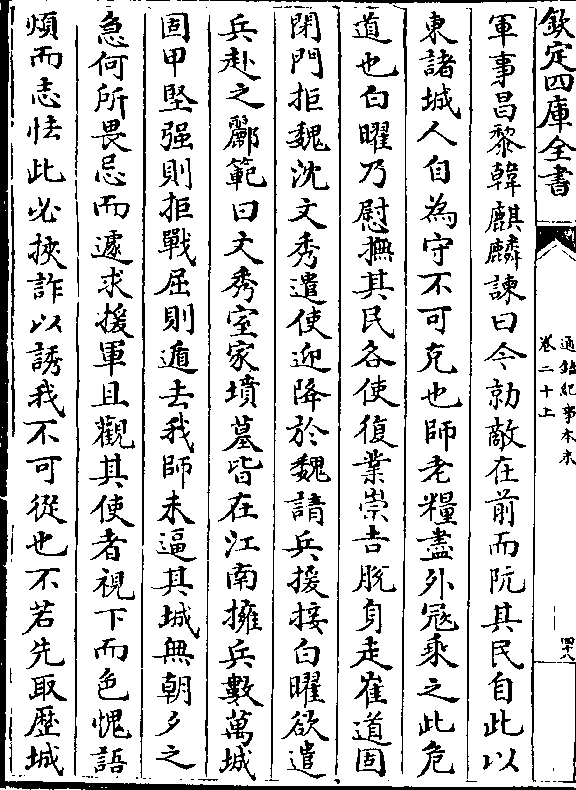 欽定四庫全書
通鑑紀事本末
卷二十上
四十八
軍事昌黎韓麒麟諫曰今勍敵在前而阬其民自此以
東諸城人自為守不可克也師老糧盡外冦乘之此危
道也白曜乃慰撫其民各使復業崇吉脫身走崔道固
閉門拒魏沈文秀遣使迎降於魏請兵援接白曜欲遣
兵赴之酈範曰文秀室家墳墓皆在江南擁兵數萬城
固甲堅强則拒戰屈則遁去我師未逼其城無朝夕之
急何所畏忌而遽求援軍且觀其使者視下而色愧語
煩而志怯此必挾詐以誘我不可從也不若先取歴城